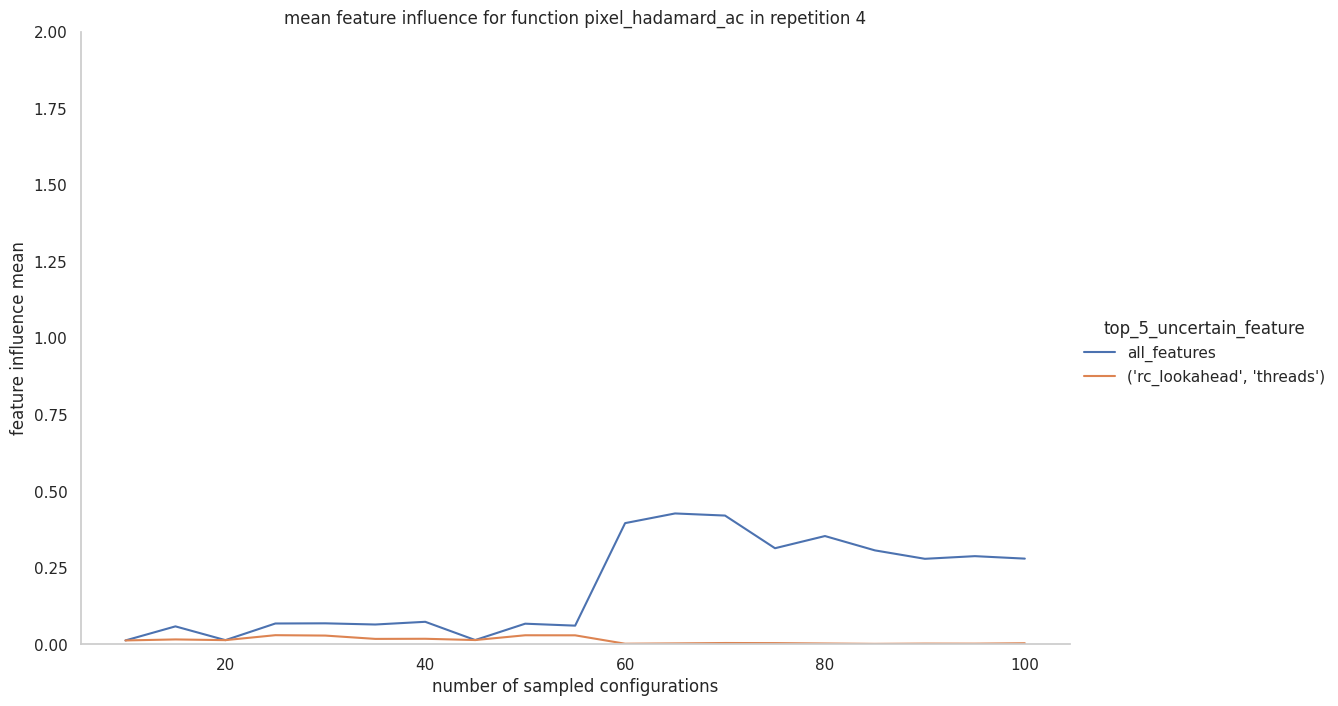 mean feature influence for function pixel_hadamard_ac in repetition 4
2.00
1.75
1.50
1.25
1.00
0.75
0.50
0.25
0.00
feature influence mean
20
40
60
80
100
number of sampled configurations
top_5_uncertain_feature
all_features
('rc_lookahead', 'threads')